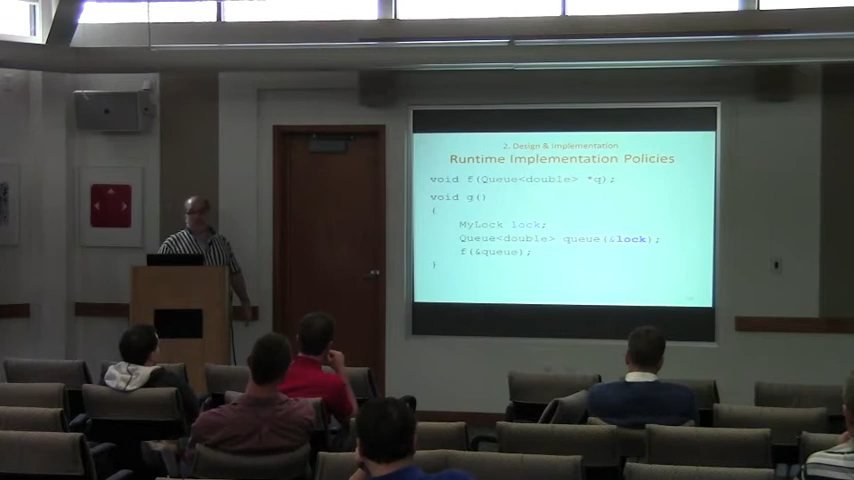 2. Design & Implementation
Runtime Implementation Policies
void f(Queue<double> *q);
void g()
{
MyLock lock;
Queue<double> queue(&lock);
f(&queue);
}